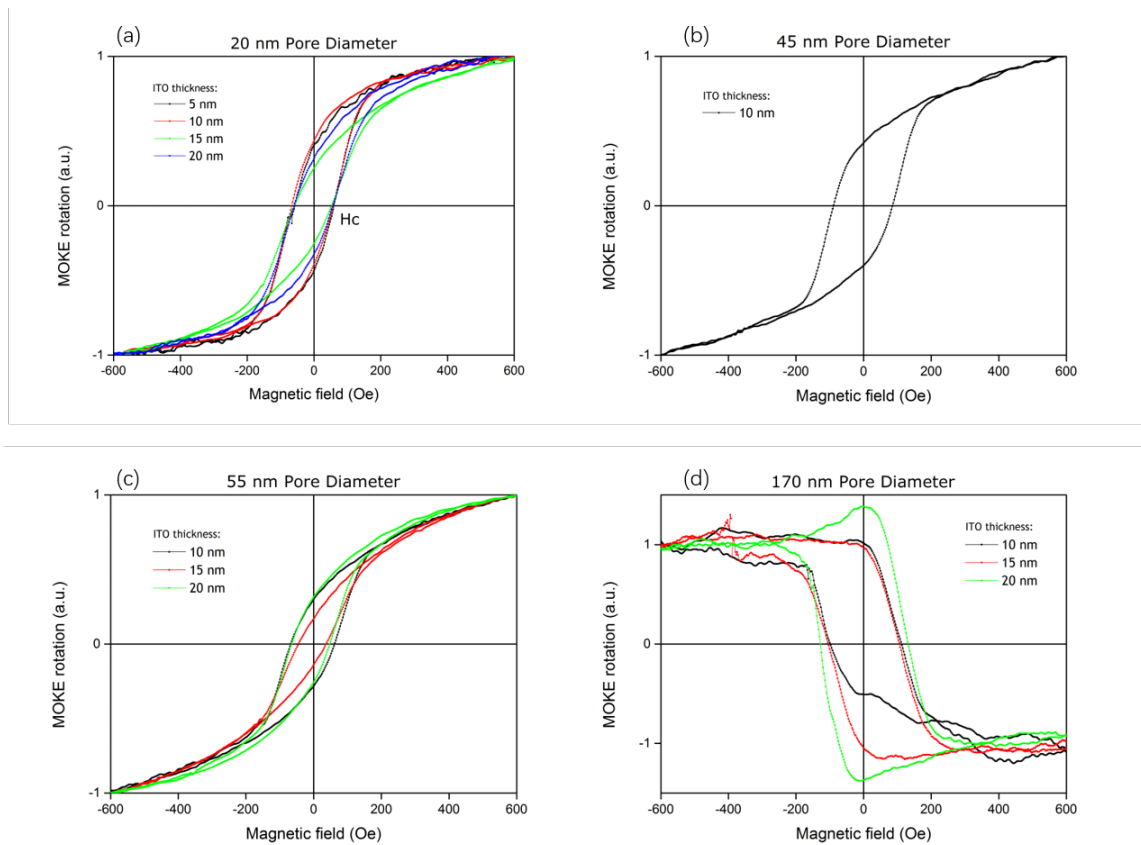 (a)
20 nm Pore Diameter
1
0
-1
MOKE rotation (a.u.)
ITO thickness:
5 nm
10 nm
15 nm
20 nm
Hc
-600 -400 -200 0 200 400 600
Magnetic field (Oe)
(b)
45 nm Pore Diameter
1
0
-1
MOKE rotation (a.u.)
ITO thickness:
10 nm
-600 -400 -200 0 200 400 600
Magnetic field (Oe)
(c)
55 nm Pore Diameter
1
0
-1
MOKE rotation (a.u.)
ITO thickness:
10 nm
15 nm
20 nm
-600 -400 -200 0 200 400 600
Magnetic field (Oe)
(d)
170 nm Pore Diameter
1
0
-1
MOKE rotation (a.u.)
ITO thickness:
10 nm
15 nm
20 nm
-600 -400 -200 0 200 400 600
Magnetic field (Oe)